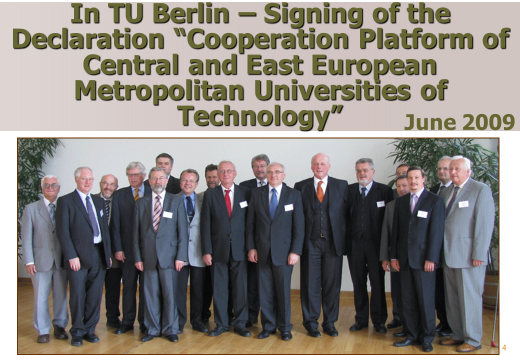 In TU Berlin – Signing of the
Declaration “Cooperation Platform of
Central and East European
Metropolitan Universities of
Technology”
June 2009
4